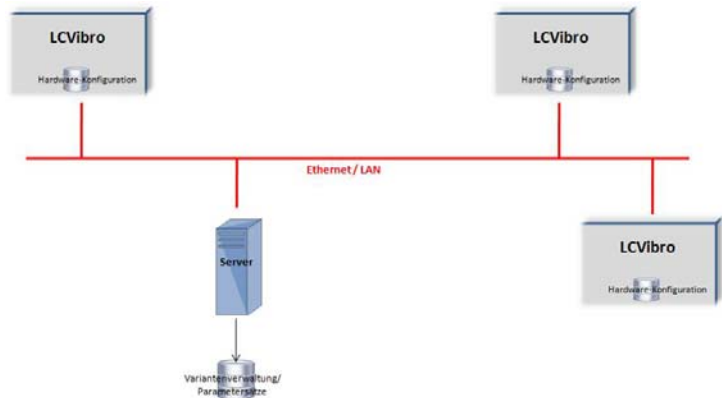 LCVibro
Hardware-Konfiguration
LCVibro
Hardware-Konfiguration
Ethernet / LAN
Server
LCVibro
Hardware-Konfiguration
Variantenverwaltung/
Parametersätze